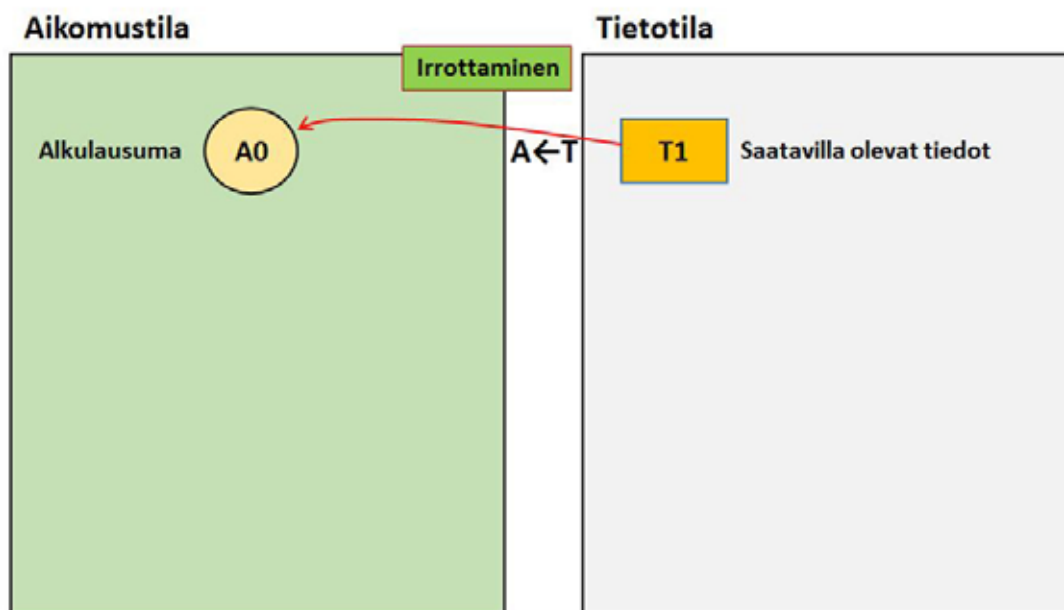 Aikomustila
Tietotila
Irrottaminen
Alkulausuma
A0
A←T
T1
Saatavilla olevat tiedot